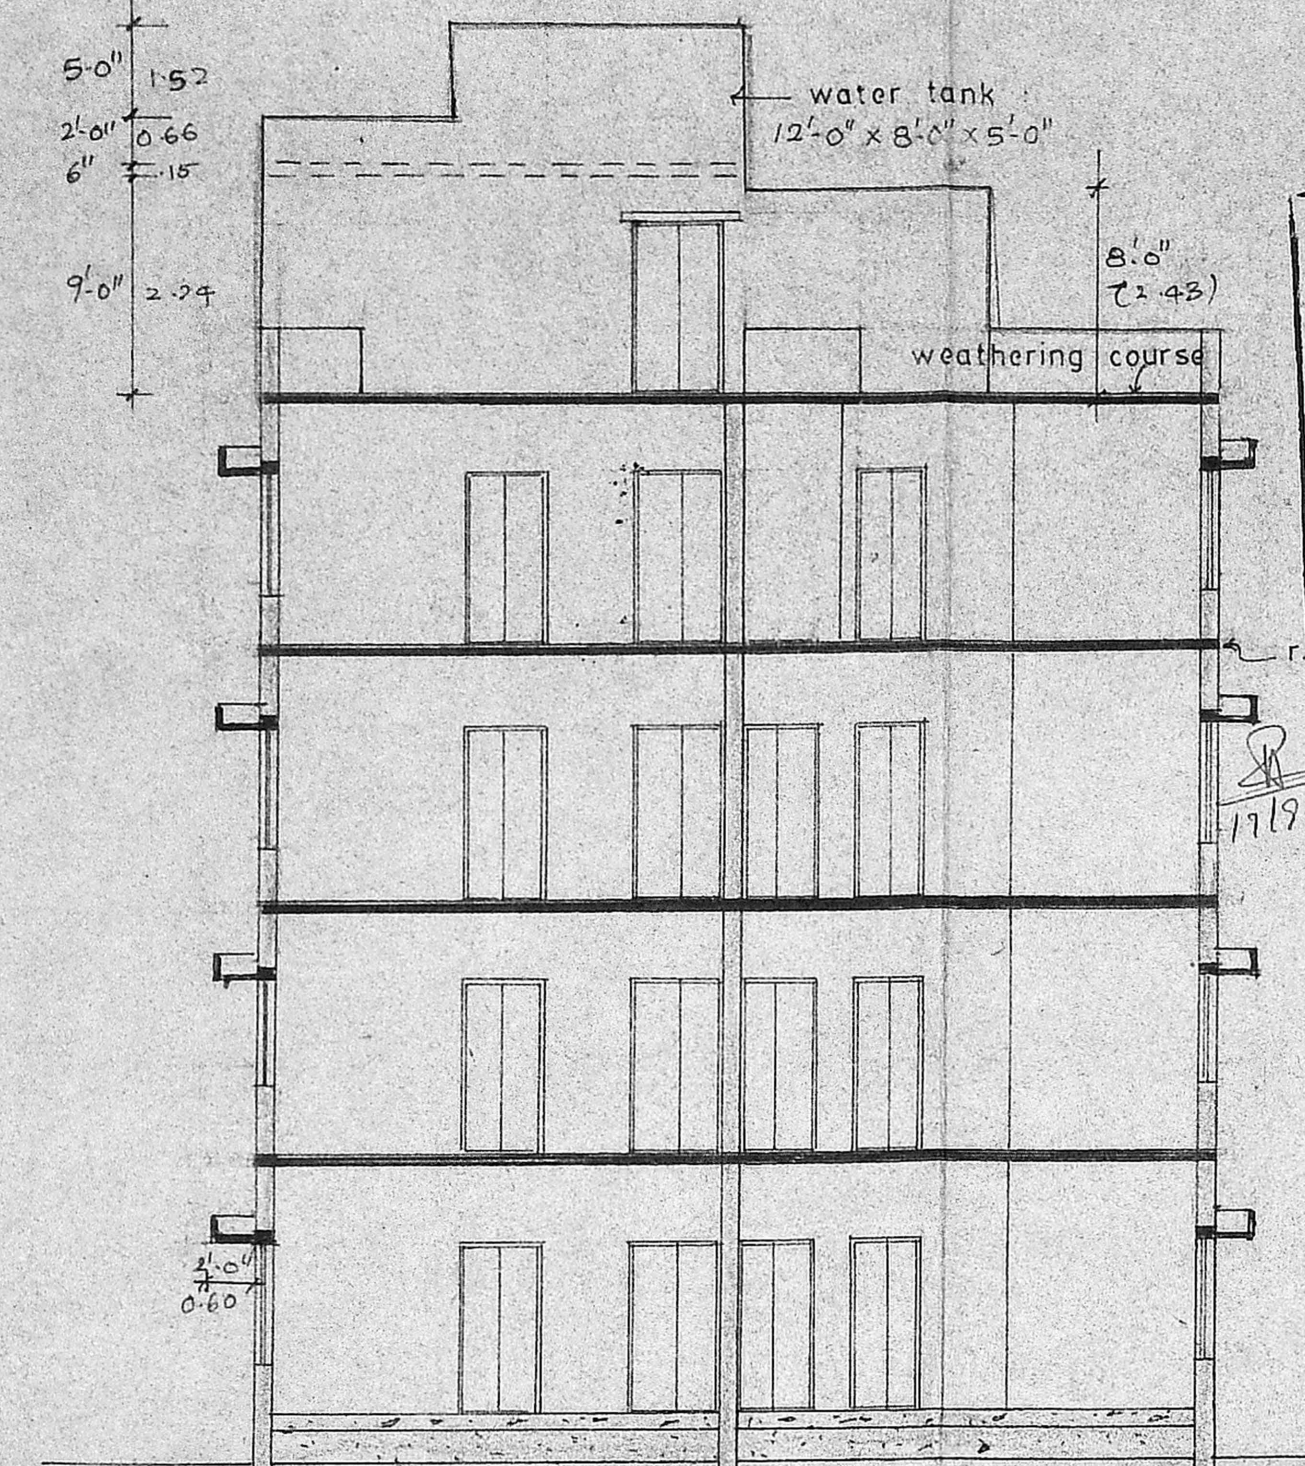 5-0" 1.52
water tank
2'-0" 0.66
12'-0" x 8'-0" x 5'-0"
6" .15
8'.0"
(2.43)
9'-0" 2.74
weathering course
r.
2'.0"
0.60